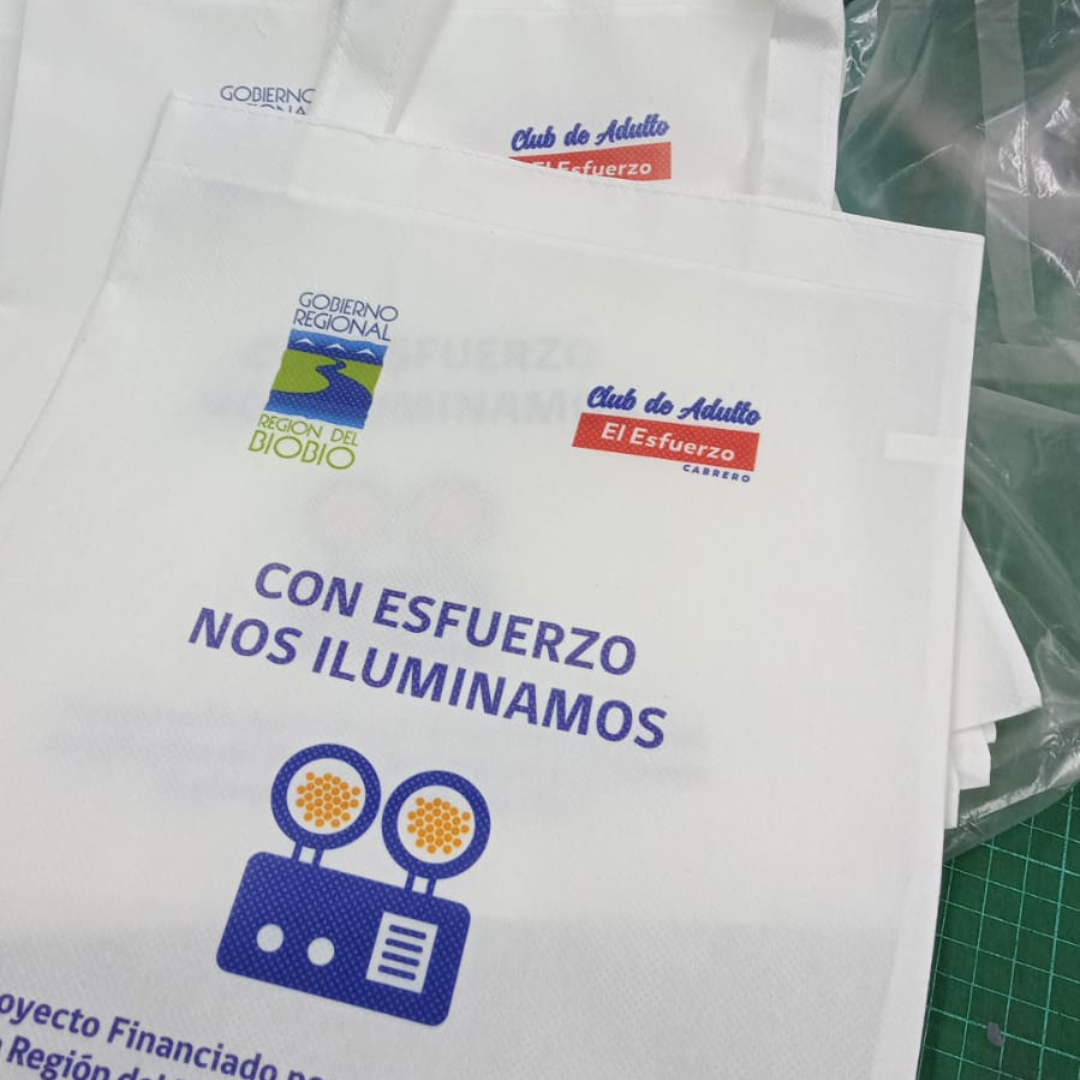 GOBIERNO
Club de Adulto
El Esfuerzo
GOBIERNO
REGIONAL
REGION DEL
BIOBIO
Club de Adulto
El Esfuerzo
CABRERO
CON ESFUERZO
NOS ILUMINAMOS
oyecto Financiado
Región